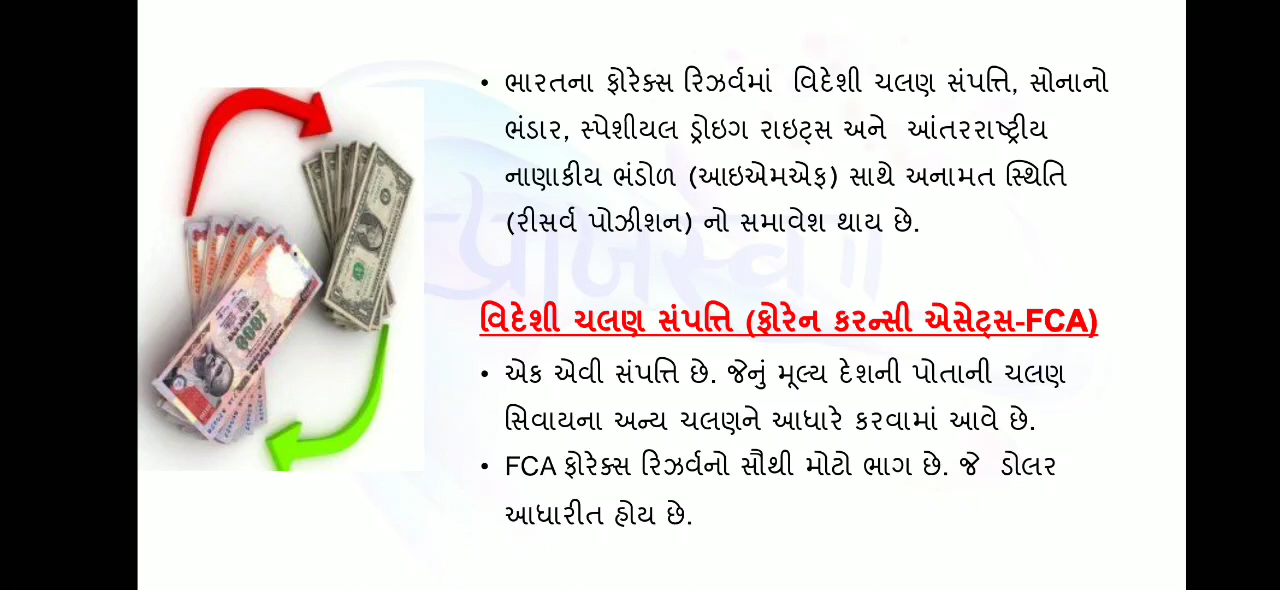 • ભારતના ફોરેક્સ રિઝર્વમાં વિદેશી ચલણ સંપત્તિ, સોનાનો
ભંડાર, સ્પેશીયલ ડ્રોઇગ રાઇટ્સ અને આંતરરાષ્ટ્રીય
નાણાકીય ભંડોળ (આઇએમએફ) સાથે અનામત સ્થિતિ
(રીસર્વ પોઝીશન) નો સમાવેશ થાય છે.
વિદેશી ચલણ સંપત્તિ (ફોરેન કરન્સી એસેટ્સ-FCA)
• એક એવી સંપત્તિ છે. જેનું મૂલ્ય દેશની પોતાની ચલણ
સિવાયના અન્ય ચલણને આધારે કરવામાં આવે છે.
• FCA ફોરેક્સ રિઝર્વનો સૌથી મોટો ભાગ છે. જે ડોલર
આધારીત હોય છે.